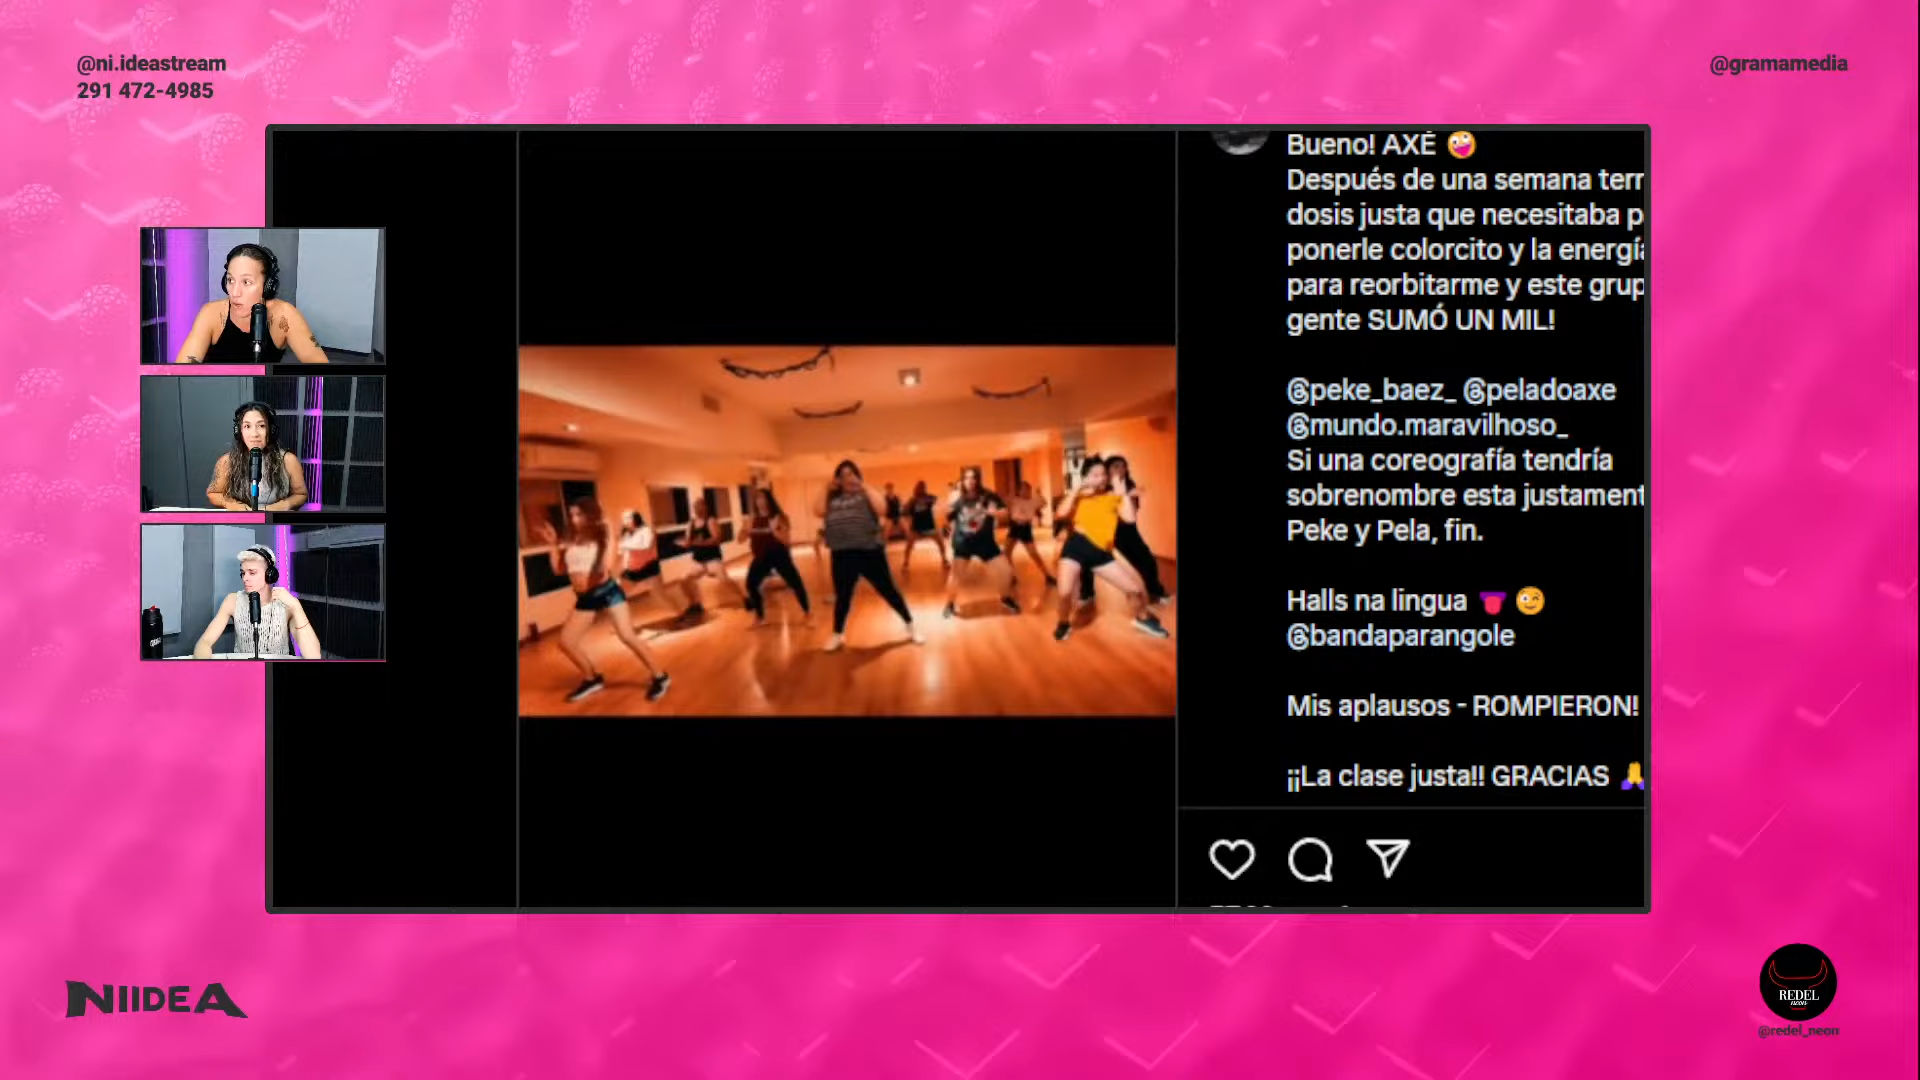 @ni.ideastream
291 472-4985
@gramamedia
Bueno! AXÉ 🤪
Después de una semana terr
dosis justa que necesitaba p
ponerle colorcito y la energía
para reorbitarme y este grup
gente SUMÓ UN MIL!
@peke_baez_ @peladoaxe
@mundo.maravilhoso_
Si una coreografía tendría
sobrenombre esta justament
Peke y Pela, fin.
Halls na lingua 👅 😉
@bandaparangole
Mis aplausos - ROMPIERON!
¡¡La clase justa!! GRACIAS 🙏
NIIDEA
REDEL
neon
@redel_neon